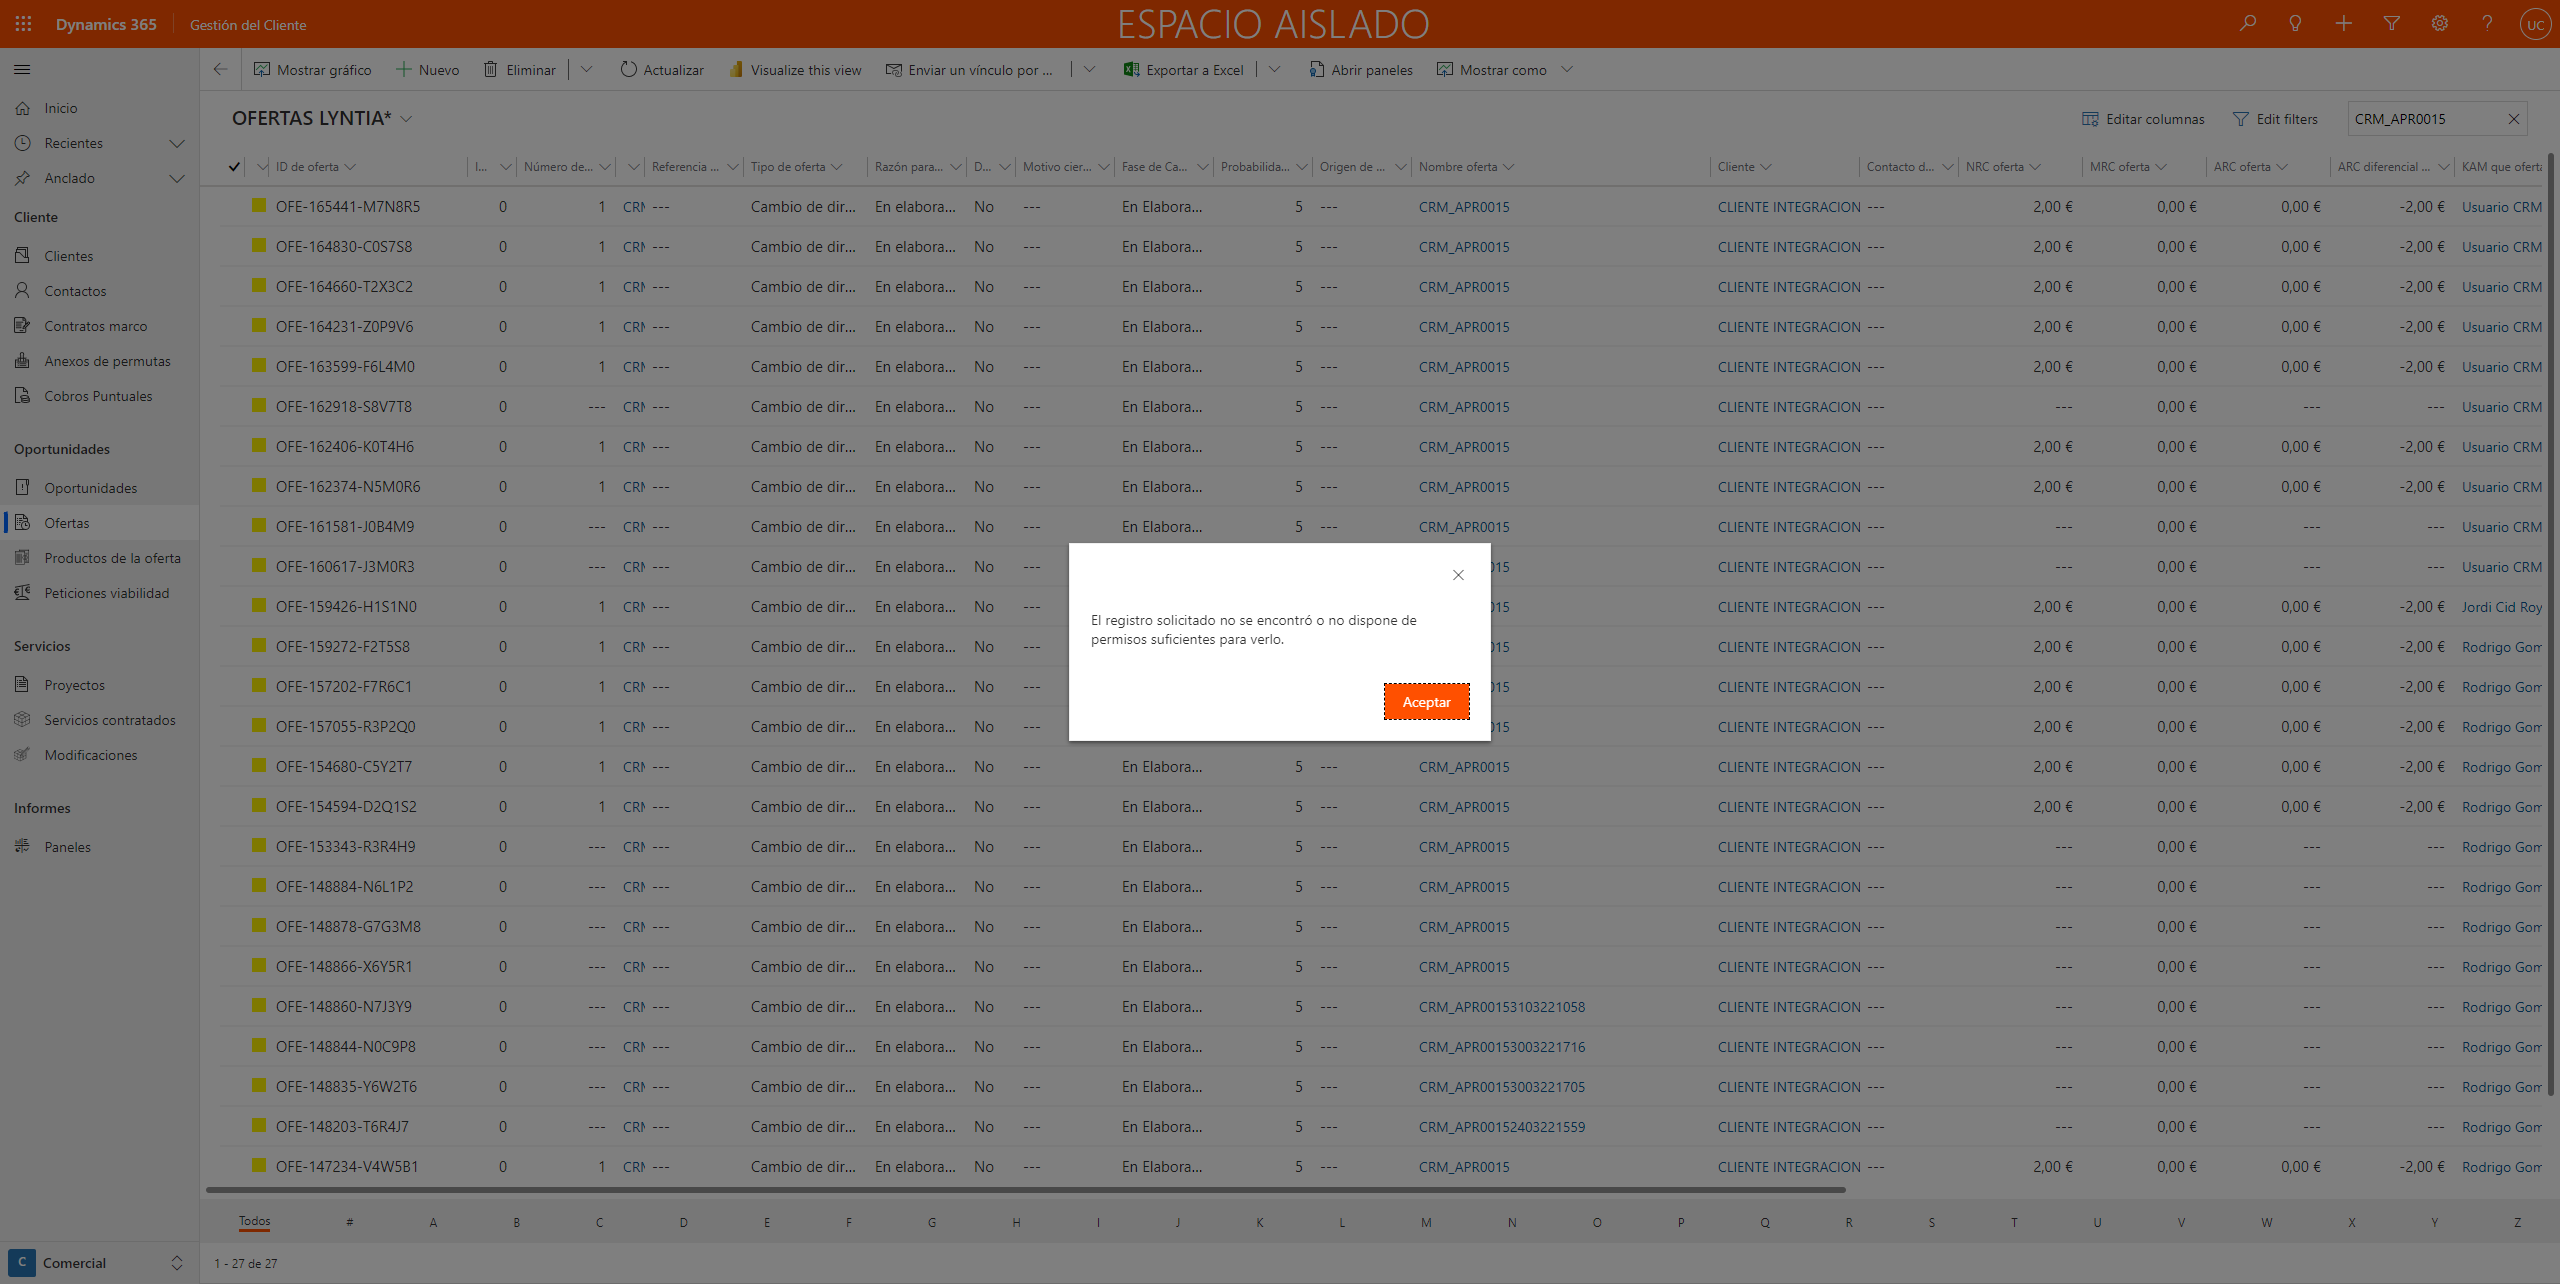 Dynamics 365
Gestión del Cliente
ESPACIO AISLADO
UC
Mostrar gráfico
Nuevo
Eliminar
Actualizar
Visualize this view
Enviar un vínculo por ...
Exportar a Excel
Abrir paneles
Mostrar como
Inicio
Recientes
Anclado
Cliente
Clientes
Contactos
Contratos marco
Anexos de permutas
Cobros Puntuales
Oportunidades
Oportunidades
Ofertas
Productos de la oferta
Peticiones viabilidad
Servicios
Proyectos
Servicios contratados
Modificaciones
Informes
Paneles
C Comercial
OFERTAS LYNTIA*
Editar columnas
Edit filters
CRM_APR0015
ID de oferta I... Número de... Referencia ... Tipo de oferta Razón para... D... Motivo cier... Fase de Ca... Probabilida... Origen de ... Nombre oferta Cliente Contacto d... NRC oferta MRC oferta ARC oferta ARC diferencial ... KAM que oferta
OFE-165441-M7N8R5 0 1 CRM --- Cambio de dir... En elabora... No --- En Elabora... 5 --- CRM_APR0015 CLIENTE INTEGRACION --- 2,00 € 0,00 € 0,00 € -2,00 € Usuario CRM
OFE-164830-C0S7S8 0 1 CRM --- Cambio de dir... En elabora... No --- En Elabora... 5 --- CRM_APR0015 CLIENTE INTEGRACION --- 2,00 € 0,00 € 0,00 € -2,00 € Usuario CRM
OFE-164660-T2X3C2 0 1 CRM --- Cambio de dir... En elabora... No --- En Elabora... 5 --- CRM_APR0015 CLIENTE INTEGRACION --- 2,00 € 0,00 € 0,00 € -2,00 € Usuario CRM
OFE-164231-Z0P9V6 0 1 CRM --- Cambio de dir... En elabora... No --- En Elabora... 5 --- CRM_APR0015 CLIENTE INTEGRACION --- 2,00 € 0,00 € 0,00 € -2,00 € Usuario CRM
OFE-163599-F6L4M0 0 1 CRM --- Cambio de dir... En elabora... No --- En Elabora... 5 --- CRM_APR0015 CLIENTE INTEGRACION --- 2,00 € 0,00 € 0,00 € -2,00 € Usuario CRM
OFE-162918-S8V7T8 0 --- CRM --- Cambio de dir... En elabora... No --- En Elabora... 5 --- CRM_APR0015 CLIENTE INTEGRACION --- --- 0,00 € --- --- Usuario CRM
OFE-162406-K0T4H6 0 1 CRM --- Cambio de dir... En elabora... No --- En Elabora... 5 --- CRM_APR0015 CLIENTE INTEGRACION --- 2,00 € 0,00 € 0,00 € -2,00 € Usuario CRM
OFE-162374-N5M0R6 0 1 CRM --- Cambio de dir... En elabora... No --- En Elabora... 5 --- CRM_APR0015 CLIENTE INTEGRACION --- 2,00 € 0,00 € 0,00 € -2,00 € Usuario CRM
OFE-161581-J0B4M9 0 --- CRM --- Cambio de dir... En elabora... No --- En Elabora... 5 --- CRM_APR0015 CLIENTE INTEGRACION --- --- 0,00 € --- --- Usuario CRM
OFE-160617-J3M0R3 0 --- CRM --- Cambio de dir... En elabora... No --- 015 CLIENTE INTEGRACION --- --- 0,00 € --- --- Usuario CRM
OFE-159426-H1S1N0 0 1 CRM --- Cambio de dir... En elabora... No --- 015 CLIENTE INTEGRACION --- 2,00 € 0,00 € 0,00 € -2,00 € Jordi Cid Roy
OFE-159272-F2T5S8 0 1 CRM --- Cambio de dir... En elabora... No --- 015 CLIENTE INTEGRACION --- 2,00 € 0,00 € 0,00 € -2,00 € Rodrigo Gom
OFE-157202-F7R6C1 0 1 CRM --- Cambio de dir... En elabora... No --- 015 CLIENTE INTEGRACION --- 2,00 € 0,00 € 0,00 € -2,00 € Rodrigo Gom
OFE-157055-R3P2Q0 0 1 CRM --- Cambio de dir... En elabora... No --- 015 CLIENTE INTEGRACION --- 2,00 € 0,00 € 0,00 € -2,00 € Rodrigo Gom
OFE-154680-C5Y2T7 0 1 CRM --- Cambio de dir... En elabora... No --- En Elabora... 5 --- CRM_APR0015 CLIENTE INTEGRACION --- 2,00 € 0,00 € 0,00 € -2,00 € Rodrigo Gom
OFE-154594-D2Q1S2 0 1 CRM --- Cambio de dir... En elabora... No --- En Elabora... 5 --- CRM_APR0015 CLIENTE INTEGRACION --- 2,00 € 0,00 € 0,00 € -2,00 € Rodrigo Gom
OFE-153343-R3R4H9 0 --- CRM --- Cambio de dir... En elabora... No --- En Elabora... 5 --- CRM_APR0015 CLIENTE INTEGRACION --- --- 0,00 € --- --- Rodrigo Gom
OFE-148884-N6L1P2 0 --- CRM --- Cambio de dir... En elabora... No --- En Elabora... 5 --- CRM_APR0015 CLIENTE INTEGRACION --- --- 0,00 € --- --- Rodrigo Gom
OFE-148878-G7G3M8 0 --- CRM --- Cambio de dir... En elabora... No --- En Elabora... 5 --- CRM_APR0015 CLIENTE INTEGRACION --- --- 0,00 € --- --- Rodrigo Gom
OFE-148866-X6Y5R1 0 --- CRM --- Cambio de dir... En elabora... No --- En Elabora... 5 --- CRM_APR0015 CLIENTE INTEGRACION --- --- 0,00 € --- --- Rodrigo Gom
OFE-148860-N7J3Y9 0 --- CRM --- Cambio de dir... En elabora... No --- En Elabora... 5 --- CRM_APR00153103221058 CLIENTE INTEGRACION --- --- 0,00 € --- --- Rodrigo Gom
OFE-148844-N0C9P8 0 --- CRM --- Cambio de dir... En elabora... No --- En Elabora... 5 --- CRM_APR00153003221716 CLIENTE INTEGRACION --- --- 0,00 € --- --- Rodrigo Gom
OFE-148835-Y6W2T6 0 --- CRM --- Cambio de dir... En elabora... No --- En Elabora... 5 --- CRM_APR00153003221705 CLIENTE INTEGRACION --- --- 0,00 € --- --- Rodrigo Gom
OFE-148203-T6R4J7 0 --- CRM --- Cambio de dir... En elabora... No --- En Elabora... 5 --- CRM_APR00152403221559 CLIENTE INTEGRACION --- --- 0,00 € --- --- Rodrigo Gom
OFE-147234-V4W5B1 0 1 CRM --- Cambio de dir... En elabora... No --- En Elabora... 5 --- CRM_APR0015 CLIENTE INTEGRACION --- 2,00 € 0,00 € 0,00 € -2,00 € Rodrigo Gom
El registro solicitado no se encontró o no dispone de
permisos suficientes para verlo.
Aceptar
Todos # A B C D E F G H I J K L M N O P Q R S T U V W X Y Z
1 - 27 de 27